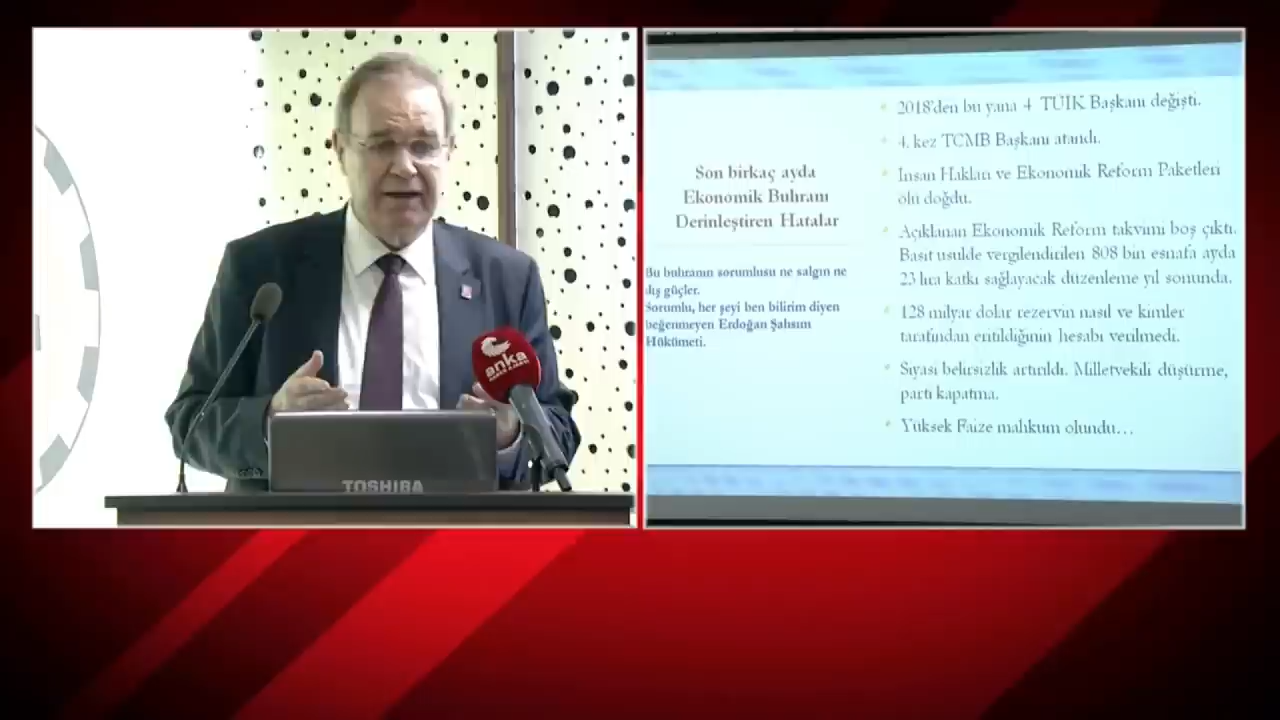 TOSHIBA
anka
HABER AJANSI
Son birkaç ayda
Ekonomik Buhranı
Derinleştiren Hatalar
Bu buhranın sorumlusu ne salgın ne
dış güçler.
Sorumlu, her şeyi ben bilirim diyen
beğenmeyen Erdoğan Şahsım
Hükümeti.
2018'den bu yana 4 TÜİK Başkanı değişti.
4. kez TCMB Başkanı atandı.
İnsan Hakları ve Ekonomik Reform Paketleri
ölü doğdu.
Açıklanan Ekonomik Reform takvimi boş çıktı.
Basit usulde vergilendirilen 808 bin esnafa ayda
23 lira katkı sağlayacak düzenleme yıl sonunda.
128 milyar dolar rezervin nasıl ve kimler
tarafından eritildiğinin hesabı verilmedi.
Siyasi belirsizlik artırıldı. Milletvekili düşürme,
parti kapatma.
Yüksek Faize mahkum olundu…